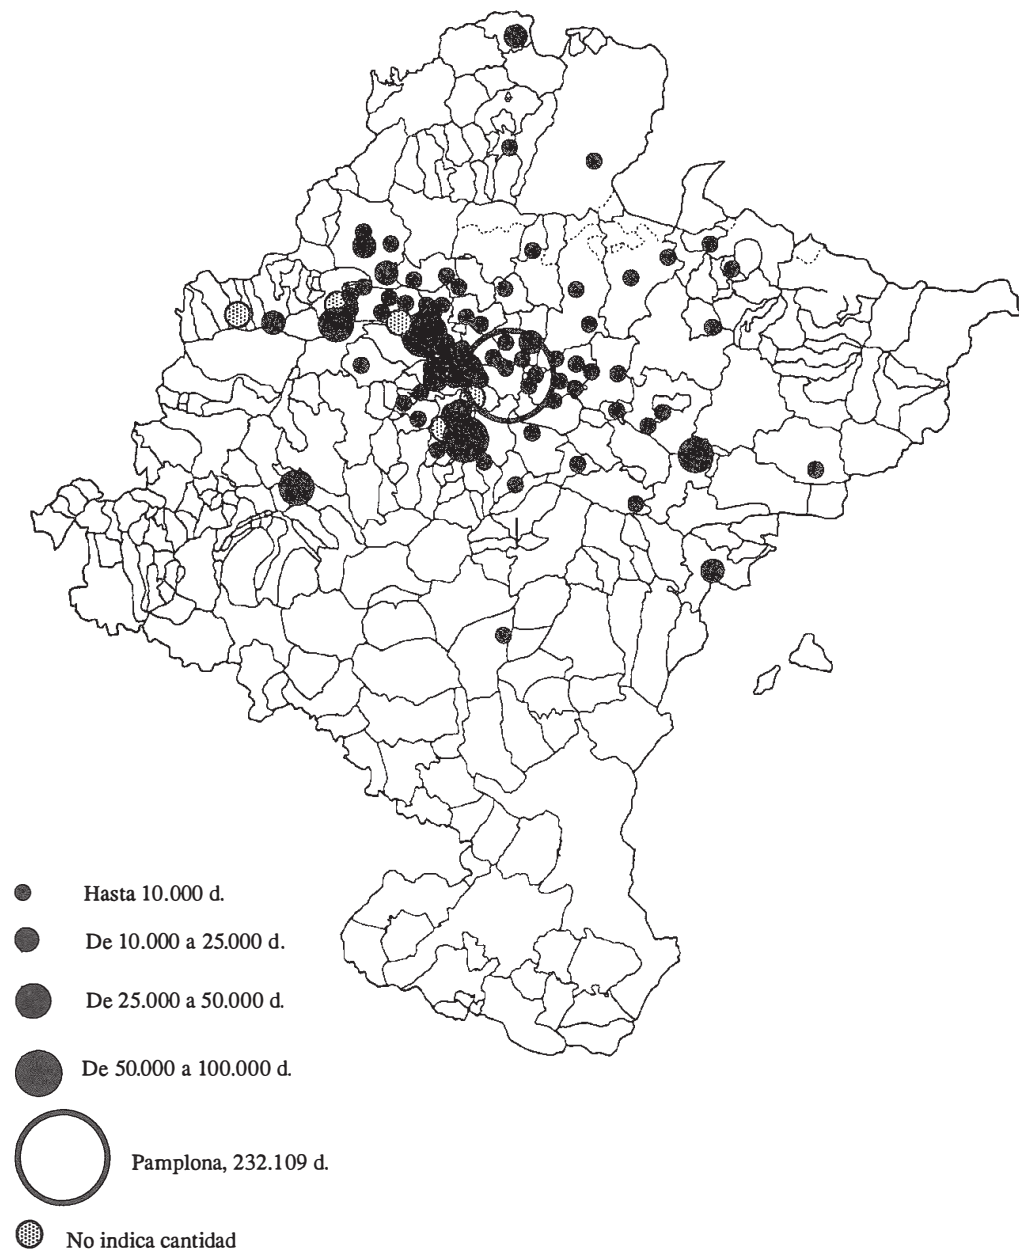 Hasta 10.000 d.
De 10.000 a 25.000 d.
De 25.000 a 50.000 d.
De 50.000 a 100.000 d.
Pamplona, 232.109 d.
No indica cantidad